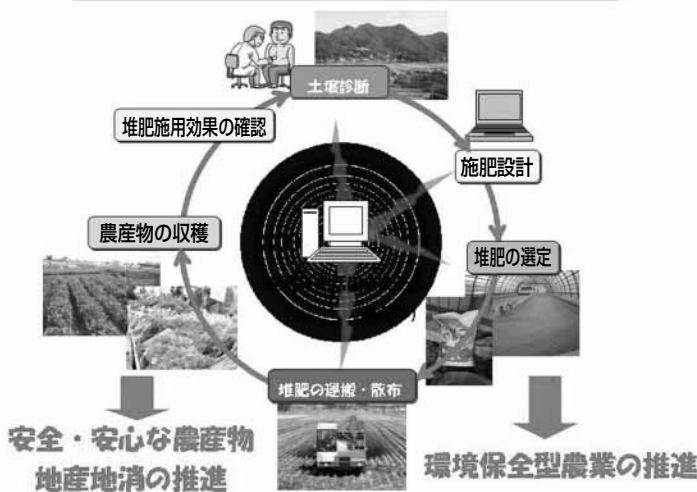 土壌診断
施肥設計
堆肥の選定
堆肥の運搬・散布
農産物の収穫
堆肥施用効果の確認
安全・安心な農産物
地産地消の推進
環境保全型農業の推進